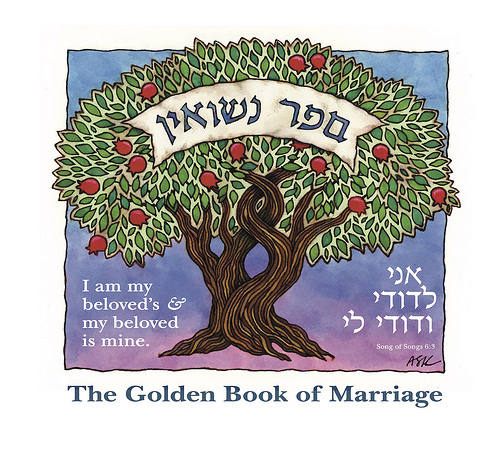 ספר נשואין
I am my
beloved's &
my beloved
is mine.
אני
לדודי
ודודי לי
Song of Songs 6:3
The Golden Book of Marriage